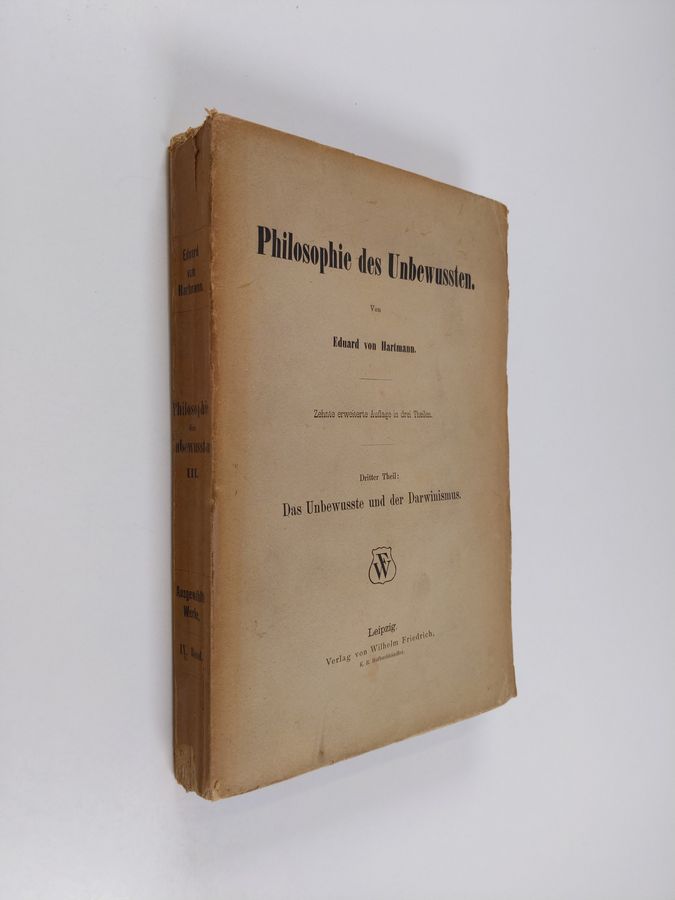 Philosophie des Unbewussten.
Von
Eduard von Hartmann.
Zehnte erweiterte Auflage in drei Theilen.
Dritter Theil:
Das Unbewusste und der Darwinismus.
WF
Leipzig.
Verlag von Wilhelm Friedrich,
K. R. Hofbuchhändler.
Eduard
von
Hartmann.
Philosophie
des
Unbewussten
III.
Ausgewählte
Werke.
Band.